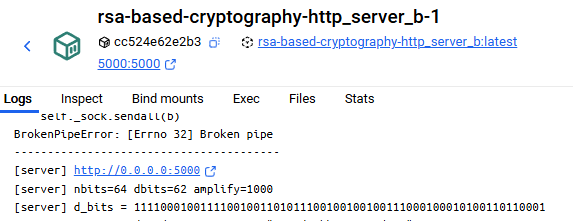 rsa-based-cryptography-http_server_b-1
cc524e62e2b3 rsa-based-cryptography-http_server_b:latest
5000:5000
Logs Inspect Bind mounts Exec Files Stats
self._sock.sendall(b)
BrokenPipeError: [Errno 32] Broken pipe
----------------------------------------
[server] http://0.0.0.0:5000
[server] nbits=64 dbits=62 amplify=1000
[server] d_bits = 11110001001111001001101011100100100100111000100010100110110001